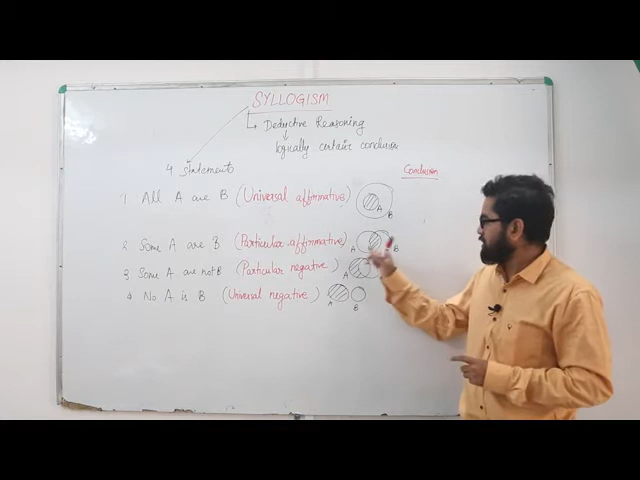 SYLLOGISM
Deductive Reasoning
logically certain conclusion
4 statements
Conclusion
1 All A are B (Universal affirmative) A B
2 Some A are B (Particular affirmative) A B
3 Some A are not B (Particular negative) A
4 No A is B (Universal negative) A B